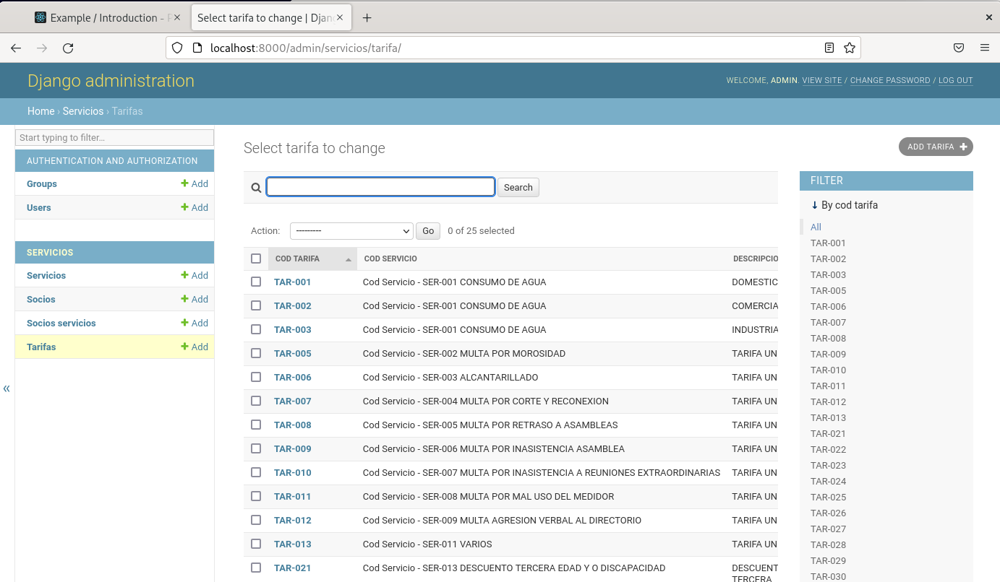 Example / Introduction - P
Select tarifa to change | Djan
localhost:8000/admin/servicios/tarifa/
Django administration
WELCOME, ADMIN. VIEW SITE / CHANGE PASSWORD / LOG OUT
Home › Servicios › Tarifas
Start typing to filter...
AUTHENTICATION AND AUTHORIZATION
Groups + Add
Users + Add
SERVICIOS
Servicios + Add
Socios + Add
Socios servicios + Add
Tarifas + Add
«
Select tarifa to change
ADD TARIFA +
Search
Action: --------- Go 0 of 25 selected
COD TARIFA COD SERVICIO DESCRIPCIO
TAR-001 Cod Servicio - SER-001 CONSUMO DE AGUA DOMESTIC
TAR-002 Cod Servicio - SER-001 CONSUMO DE AGUA COMERCIA
TAR-003 Cod Servicio - SER-001 CONSUMO DE AGUA INDUSTRIA
TAR-005 Cod Servicio - SER-002 MULTA POR MOROSIDAD TARIFA UN
TAR-006 Cod Servicio - SER-003 ALCANTARILLADO TARIFA UN
TAR-007 Cod Servicio - SER-004 MULTA POR CORTE Y RECONEXION TARIFA UN
TAR-008 Cod Servicio - SER-005 MULTA POR RETRASO A ASAMBLEAS TARIFA UN
TAR-009 Cod Servicio - SER-006 MULTA POR INASISTENCIA ASAMBLEA TARIFA UN
TAR-010 Cod Servicio - SER-007 MULTA POR INASISTENCIA A REUNIONES EXTRAORDINARIAS TARIFA UN
TAR-011 Cod Servicio - SER-008 MULTA POR MAL USO DEL MEDIDOR TARIFA UN
TAR-012 Cod Servicio - SER-009 MULTA AGRESION VERBAL AL DIRECTORIO TARIFA UN
TAR-013 Cod Servicio - SER-011 VARIOS TARIFA UN
TAR-021 Cod Servicio - SER-013 DESCUENTO TERCERA EDAD Y O DISCAPACIDAD DESCUENT
TERCERA
FILTER
↓ By cod tarifa
All
TAR-001
TAR-002
TAR-003
TAR-005
TAR-006
TAR-007
TAR-008
TAR-009
TAR-010
TAR-011
TAR-012
TAR-013
TAR-021
TAR-022
TAR-023
TAR-024
TAR-025
TAR-026
TAR-027
TAR-028
TAR-029
TAR-030